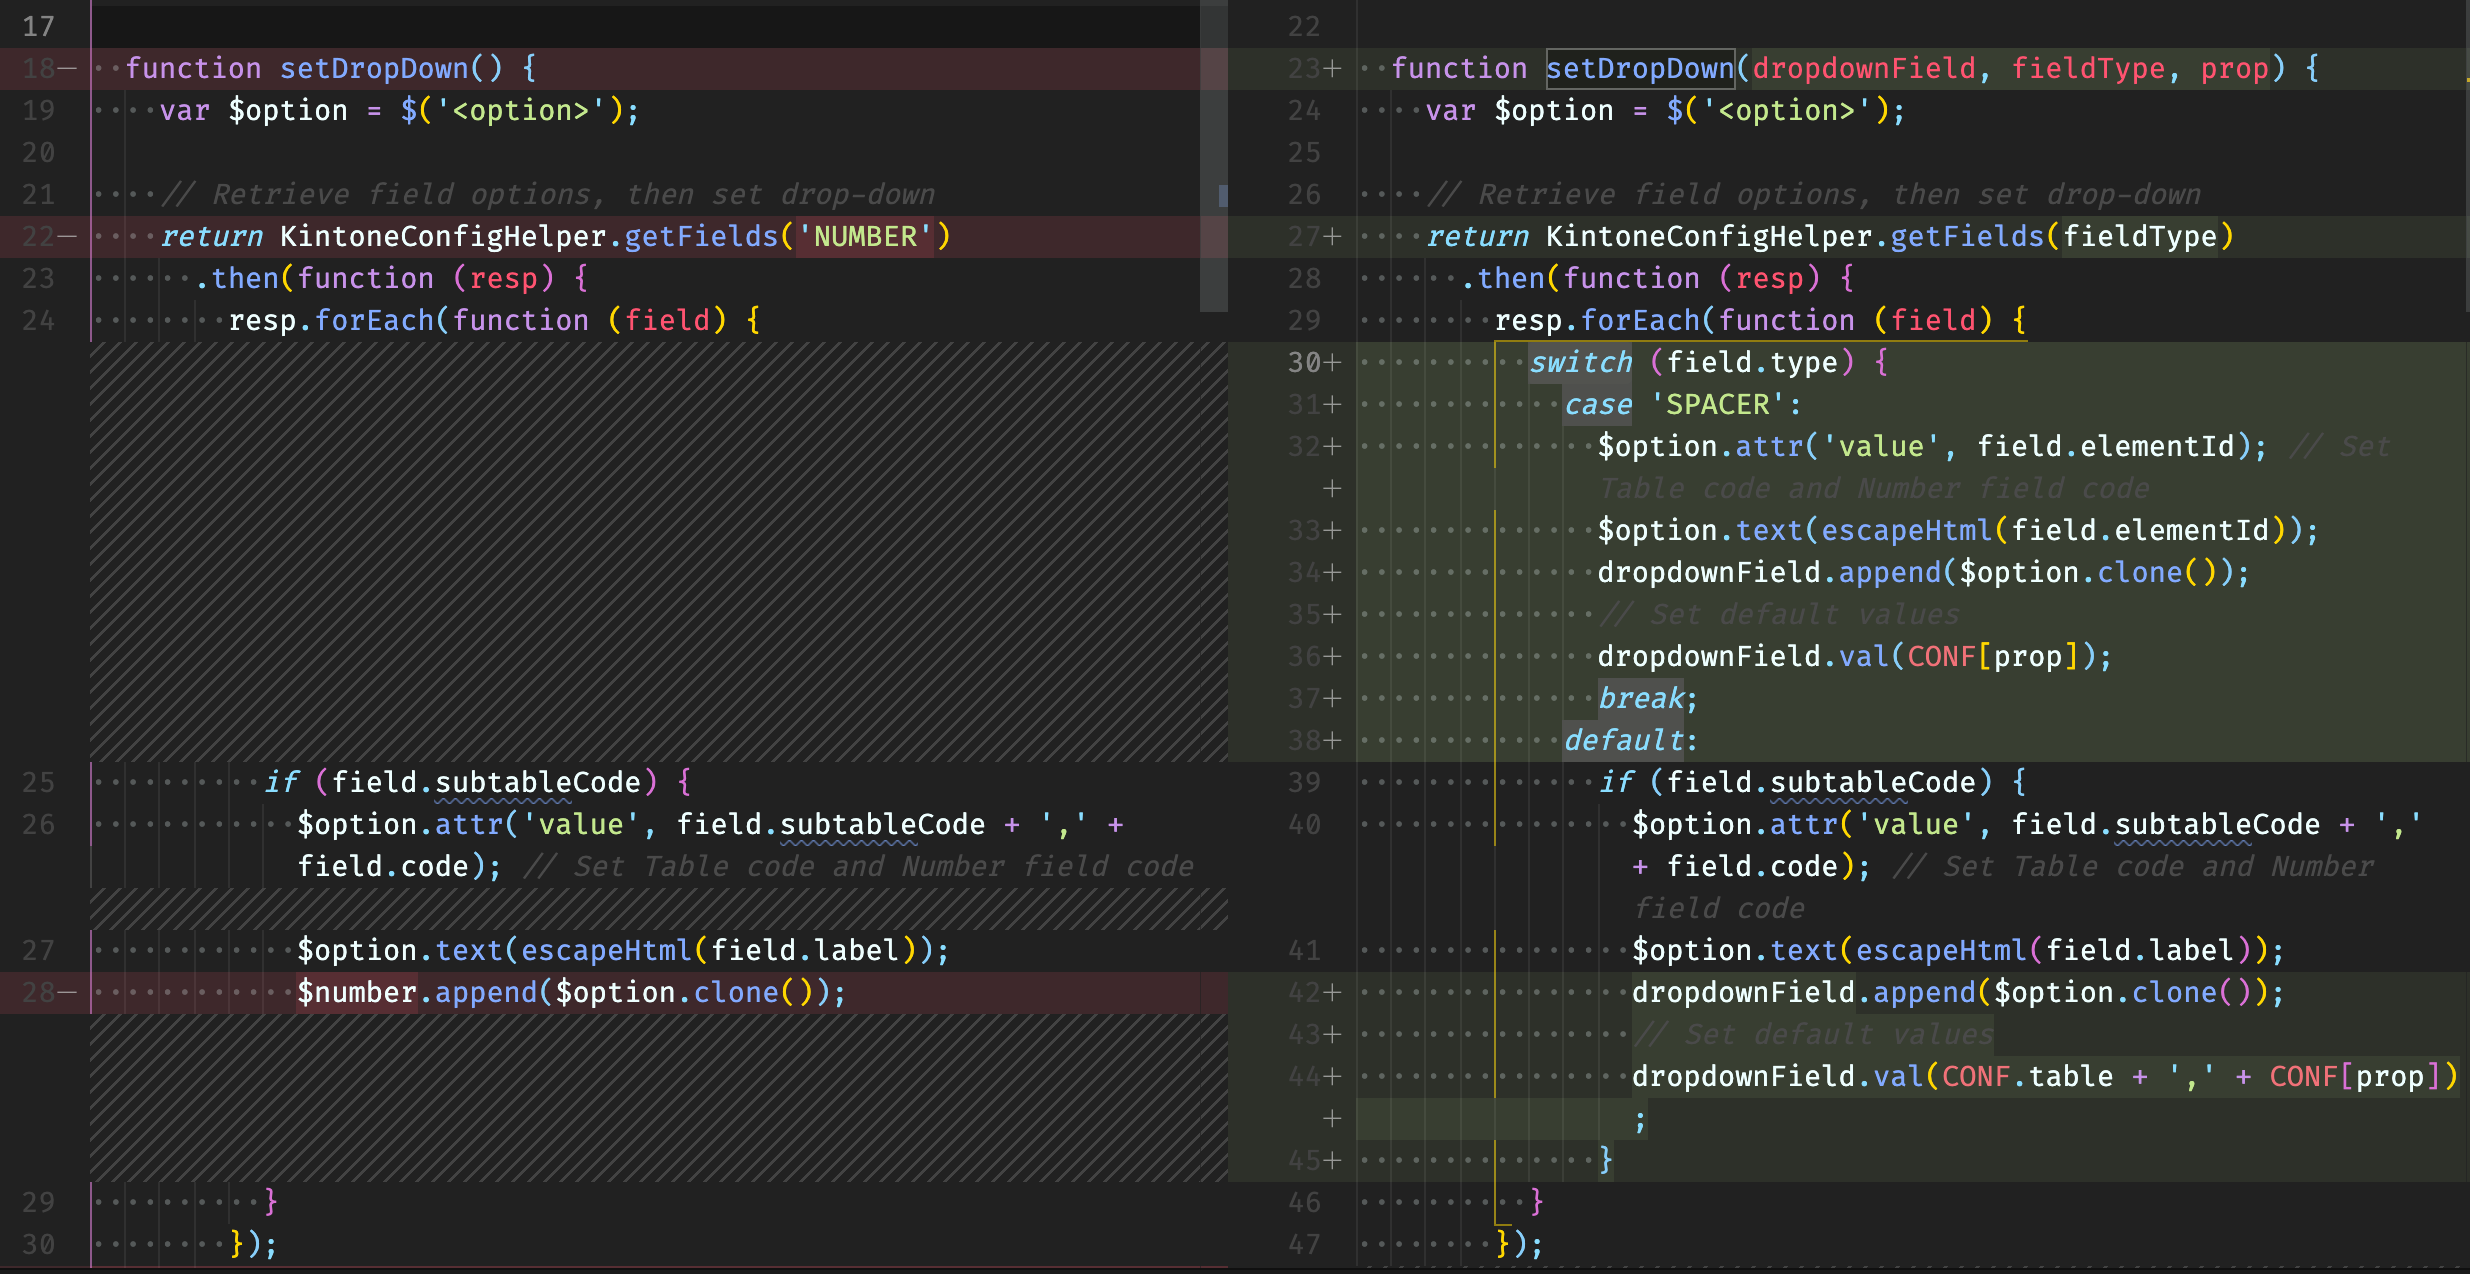 17
18— function setDropDown() {
19 var $option = $('<option>');
20
21 // Retrieve field options, then set drop-down
22— return KintoneConfigHelper.getFields('NUMBER')
23 .then(function (resp) {
24 resp.forEach(function (field) {
25 if (field.subtableCode) {
26 $option.attr('value', field.subtableCode + ',' +
field.code); // Set Table code and Number field code
27 $option.text(escapeHtml(field.label));
28— $number.append($option.clone());
29 }
30 });
22
23+ function setDropDown(dropdownField, fieldType, prop) {
24 var $option = $('<option>');
25
26 // Retrieve field options, then set drop-down
27+ return KintoneConfigHelper.getFields(fieldType)
28 .then(function (resp) {
29 resp.forEach(function (field) {
30+ switch (field.type) {
31+ case 'SPACER':
32+ $option.attr('value', field.elementId); // Set
+ Table code and Number field code
33+ $option.text(escapeHtml(field.elementId));
34+ dropdownField.append($option.clone());
35+ // Set default values
36+ dropdownField.val(CONF[prop]);
37+ break;
38+ default:
39 if (field.subtableCode) {
40 $option.attr('value', field.subtableCode + ','
+ field.code); // Set Table code and Number
field code
41 $option.text(escapeHtml(field.label));
42+ dropdownField.append($option.clone());
43+ // Set default values
44+ dropdownField.val(CONF.table + ',' + CONF[prop])
+ ;
45+ }
46 }
47 });